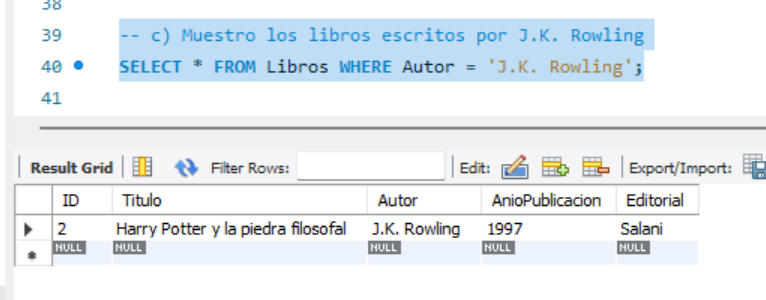 38
39 -- c) Muestro los libros escritos por J.K. Rowling
40 SELECT * FROM Libros WHERE Autor = 'J.K. Rowling';
41
Result Grid Filter Rows: Edit: Export/Import:
ID Titulo Autor AnioPublicacion Editorial
2 Harry Potter y la piedra filosofal J.K. Rowling 1997 Salani
NULL NULL NULL NULL NULL